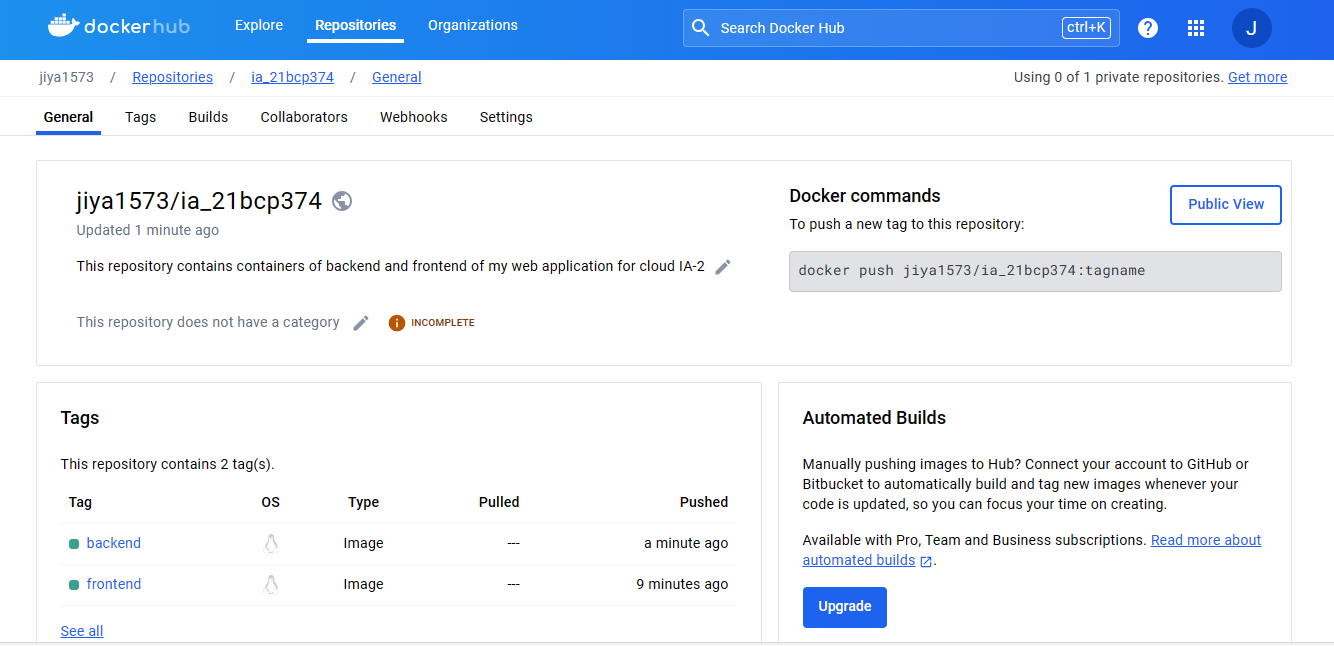 dockerhub
Explore
Repositories
Organizations
Search Docker Hub
ctrl+K
?
J
jiya1573 / Repositories / ia_21bcp374 / General
Using 0 of 1 private repositories. Get more
General
Tags
Builds
Collaborators
Webhooks
Settings
jiya1573/ia_21bcp374
Updated 1 minute ago
This repository contains containers of backend and frontend of my web application for cloud IA-2
This repository does not have a category
INCOMPLETE
Docker commands
Public View
To push a new tag to this repository:
docker push jiya1573/ia_21bcp374:tagname
Tags
This repository contains 2 tag(s).
Tag OS Type Pulled Pushed
backend Image --- a minute ago
frontend Image --- 9 minutes ago
See all
Automated Builds
Manually pushing images to Hub? Connect your account to GitHub or
Bitbucket to automatically build and tag new images whenever your
code is updated, so you can focus your time on creating.
Available with Pro, Team and Business subscriptions. Read more about
automated builds .
Upgrade